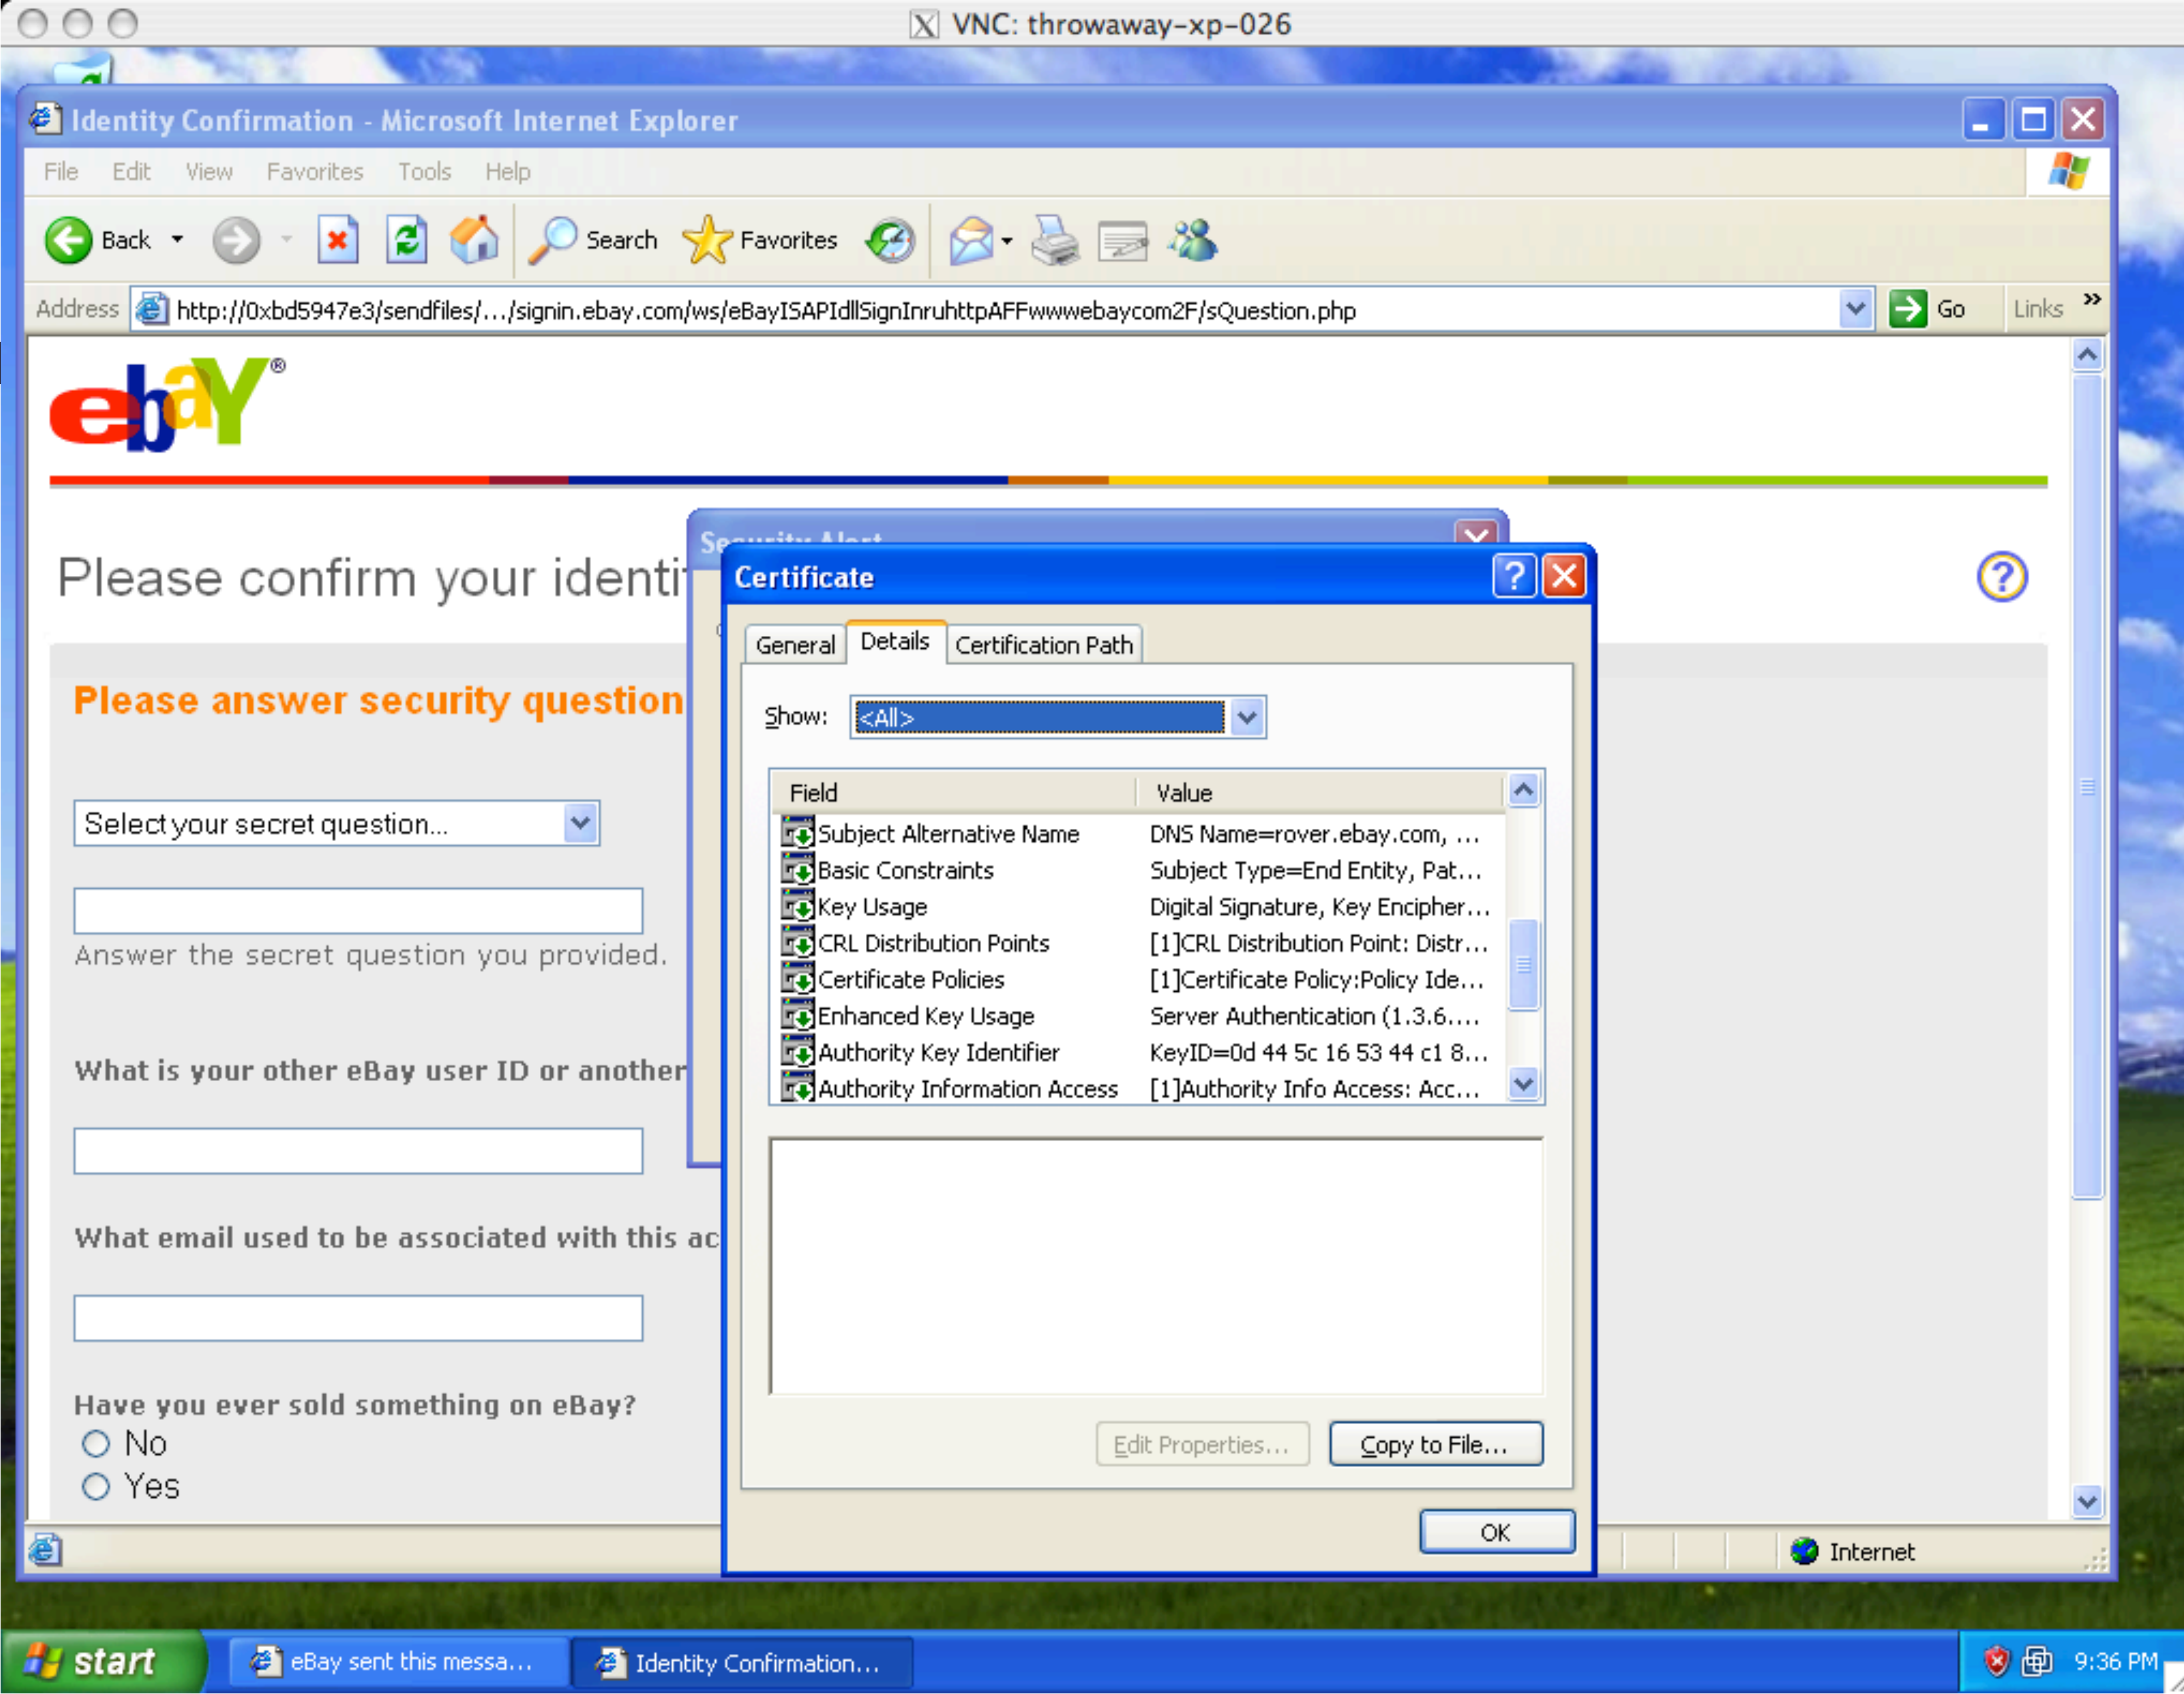 VNC: throwaway-xp-026
Identity Confirmation - Microsoft Internet Explorer
File Edit View Favorites Tools Help
Back Search Favorites
Address http://0xbd5947e3/sendfiles/.../signin.ebay.com/ws/eBayISAPIdllSignInruhttpAFFwwwebaycom2F/sQuestion.php Go Links »
ebaY®
Security Alert
Please confirm your identi
Certificate
General Details Certification Path
Please answer security question
Show: <All>
Field Value
Select your secret question...
Subject Alternative Name DNS Name=rover.ebay.com, ...
Basic Constraints Subject Type=End Entity, Pat...
Key Usage Digital Signature, Key Encipher...
CRL Distribution Points [1]CRL Distribution Point: Distr...
Answer the secret question you provided.
Certificate Policies [1]Certificate Policy:Policy Ide...
Enhanced Key Usage Server Authentication (1.3.6....
Authority Key Identifier KeyID=0d 44 5c 16 53 44 c1 8...
What is your other eBay user ID or another
Authority Information Access [1]Authority Info Access: Acc...
What email used to be associated with this ac
Have you ever sold something on eBay?
No
Edit Properties... Copy to File...
Yes
OK
Internet
start eBay sent this messa... Identity Confirmation... 9:36 PM